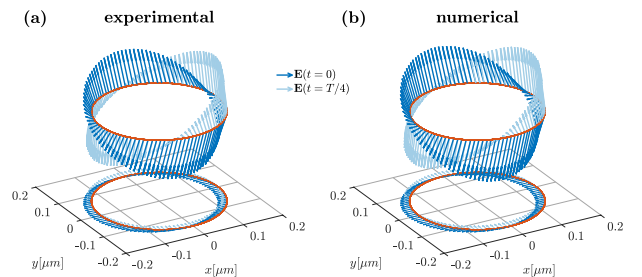 (a) experimental (b) numerical
E(t = 0)
E(t = T/4)
0.2 0.2 0.2 0.2
0.1 0.1 0.1 0.1
0 0 0 0
-0.1 -0.1 -0.1 -0.1
-0.2 -0.2 -0.2 -0.2
y[μm] x[μm] y[μm] x[μm]